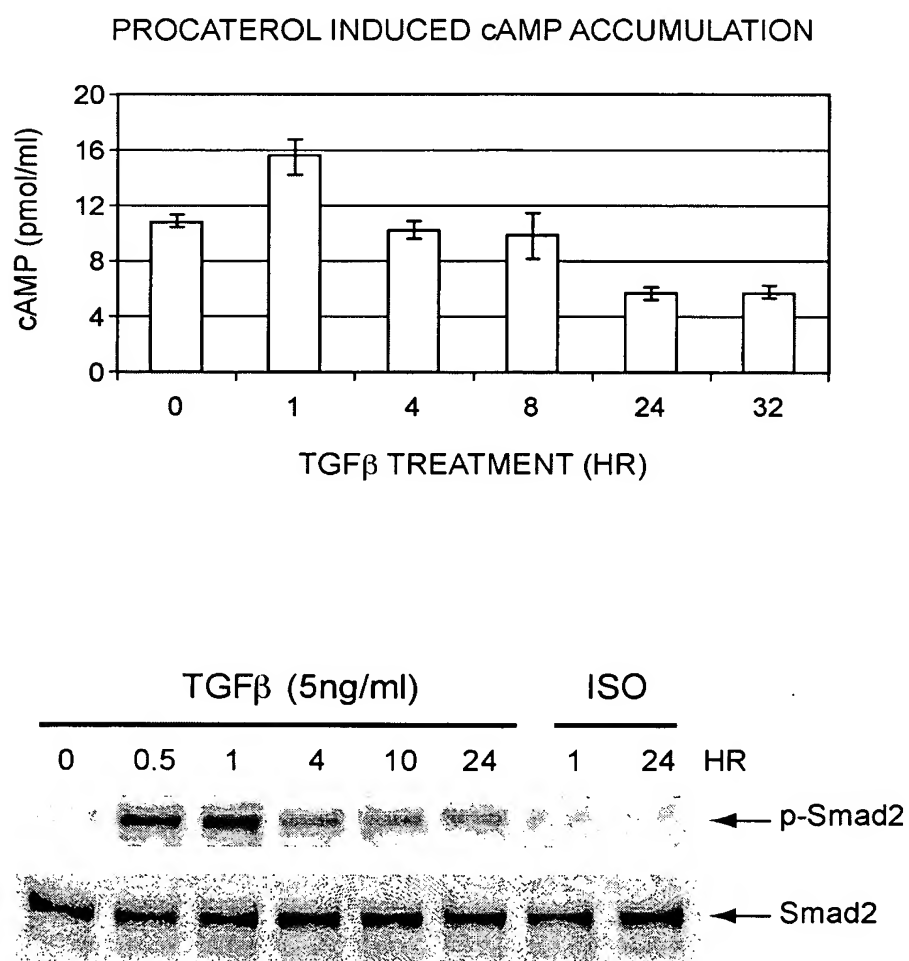 PROCATEROL INDUCED cAMP ACCUMULATION
20
16
12
8
4
0
cAMP (pmol/ml)
0 1 4 8 24 32
TGFβ TREATMENT (HR)
TGFβ (5ng/ml) ISO
0 0.5 1 4 10 24 1 24 HR
p-Smad2
Smad2